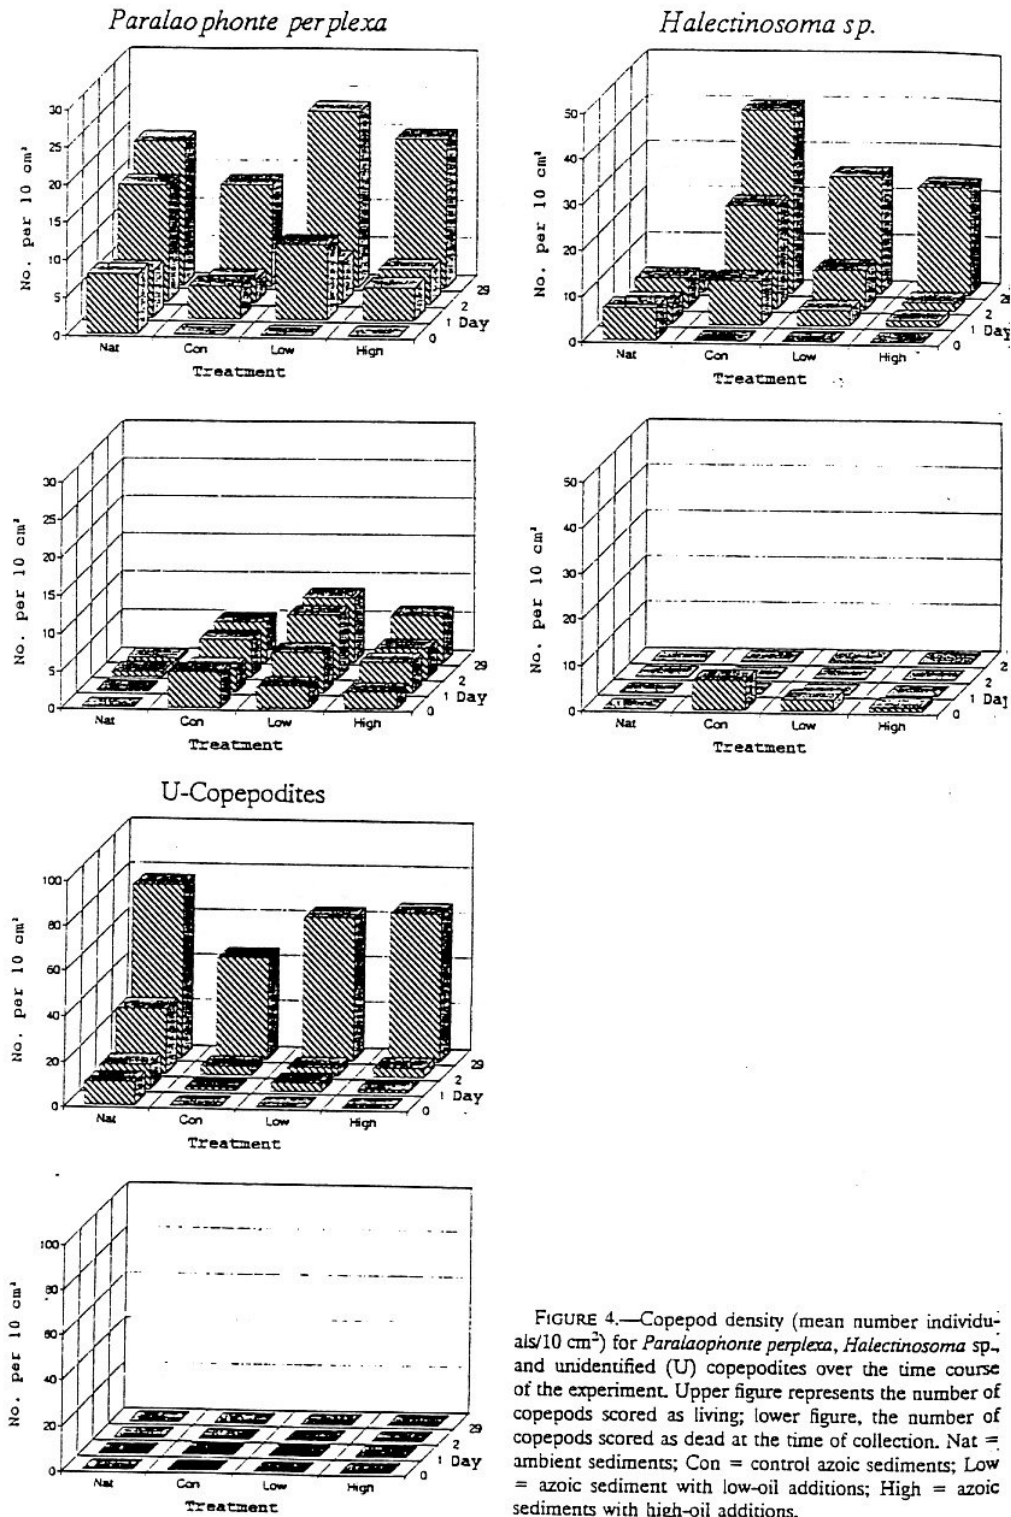 Paralaophonte perplexa
No. per 10 cm²
30
25
20
15
10
5
0
Nat Con Low High
Treatment
0
1 Day
2
29
Halectinosoma sp.
No. per 10 cm²
50
40
30
20
10
0
Nat Con Low High
Treatment
0
1 Day
2
No. per 10 cm²
30
25
20
15
10
5
0
Nat Con Low High
Treatment
0
1 Day
2
29
No. per 10 cm²
50
40
30
20
10
0
Nat Con Low High
Treatment
0
1 Da
2
U-Copepodites
No. per 10 cm²
100
80
60
40
20
0
Nat Con Low High
Treatment
0
1 Day
2
29
No. per 10 cm²
100
80
60
40
20
0
Nat Con Low High
Treatment
0
1 Day
2
29
FIGURE 4.—Copepod density (mean number individu-
als/10 cm²) for Paralaophonte perplexa, Halectinosoma sp.,
and unidentified (U) copepodites over the time course
of the experiment. Upper figure represents the number of
copepods scored as living; lower figure, the number of
copepods scored as dead at the time of collection. Nat =
ambient sediments; Con = control azoic sediments; Low
= azoic sediment with low-oil additions; High = azoic
sediments with high-oil additions.